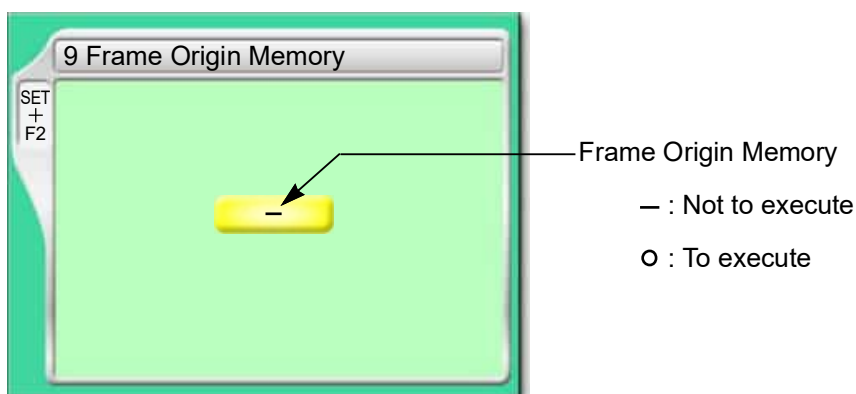 9 Frame Origin Memory
SET
+
F2
–
Frame Origin Memory
– : Not to execute
O : To execute